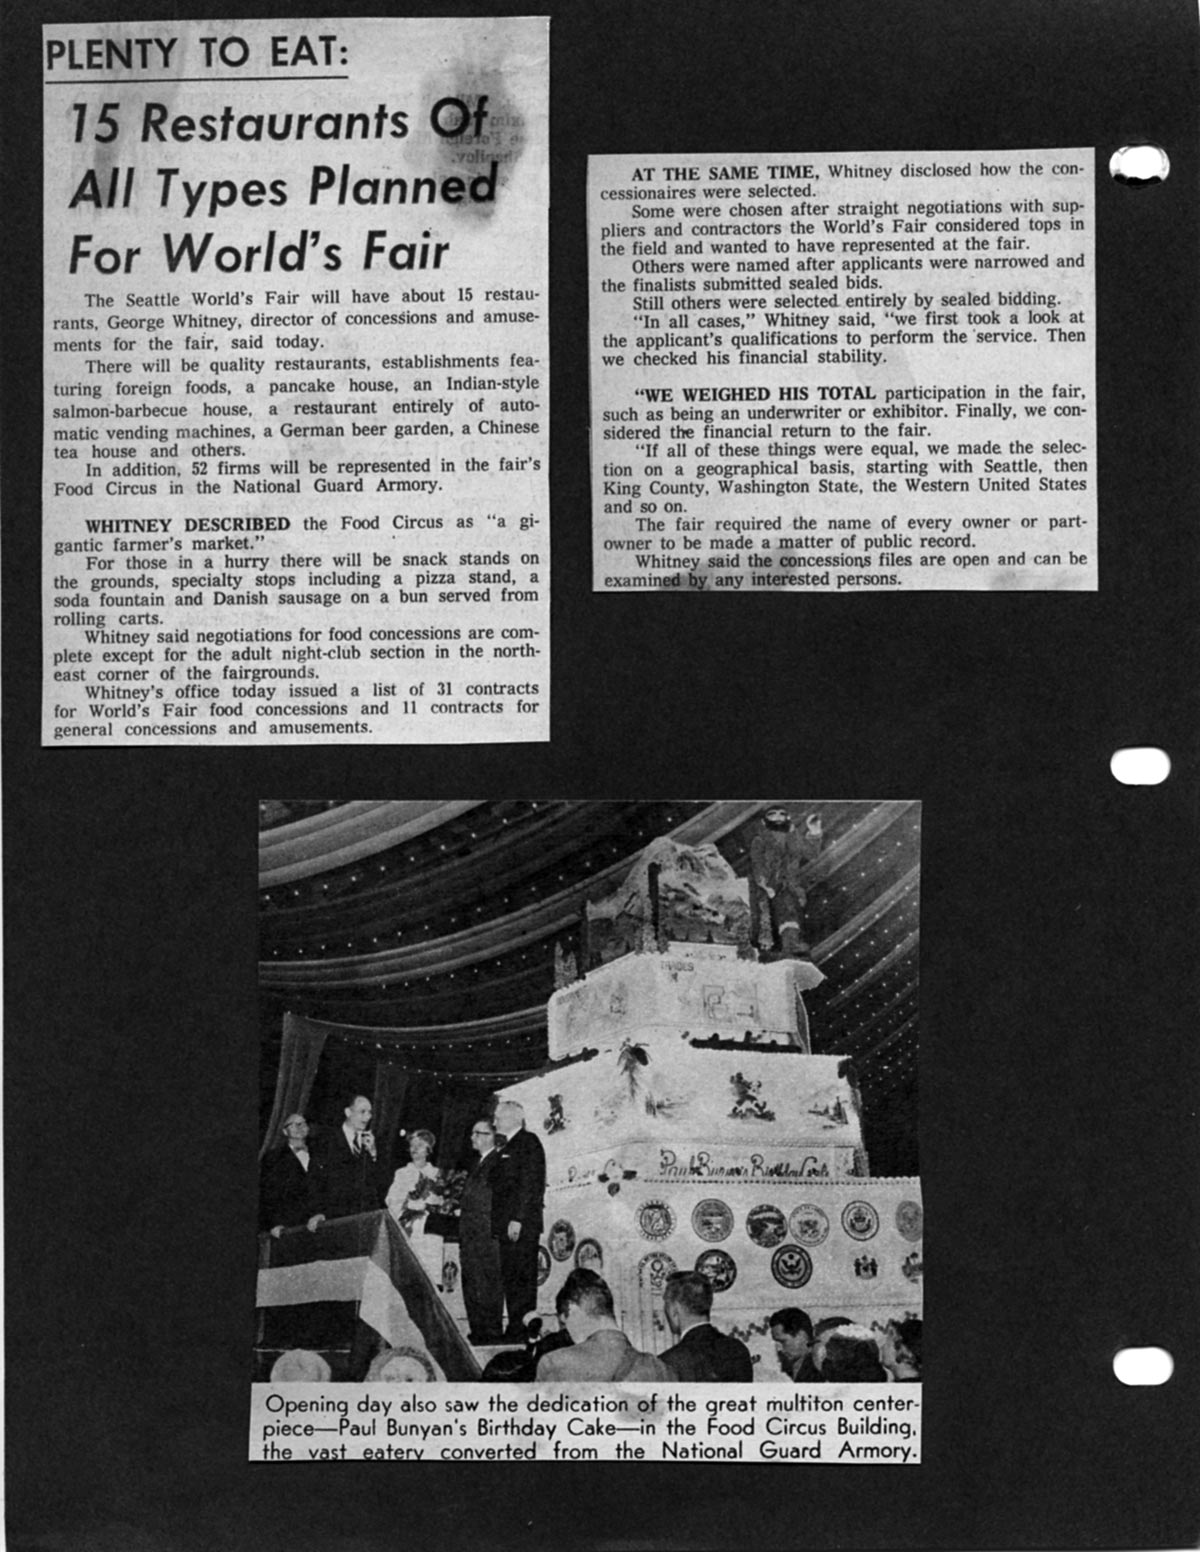 PLENTY TO EAT:
15 Restaurants Of
All Types Planned
For World's Fair
The Seattle World's Fair will have about 15 restau-
rants, George Whitney, director of concessions and amuse-
ments for the fair, said today.
There will be quality restaurants, establishments fea-
turing foreign foods, a pancake house, an Indian-style
salmon-barbecue house, a restaurant entirely of auto-
matic vending machines, a German beer garden, a Chinese
tea house and others.
In addition, 52 firms will be represented in the fair's
Food Circus in the National Guard Armory.
WHITNEY DESCRIBED the Food Circus as "a gi-
gantic farmer's market."
For those in a hurry there will be snack stands on
the grounds, specialty stops including a pizza stand, a
soda fountain and Danish sausage on a bun served from
rolling carts.
Whitney said negotiations for food concessions are com-
plete except for the adult night-club section in the north-
east corner of the fairgrounds.
Whitney's office today issued a list of 31 contracts
for World's Fair food concessions and 11 contracts for
general concessions and amusements.
AT THE SAME TIME, Whitney disclosed how the con-
cessionaires were selected.
Some were chosen after straight negotiations with sup-
pliers and contractors the World's Fair considered tops in
the field and wanted to have represented at the fair.
Others were named after applicants were narrowed and
the finalists submitted sealed bids.
Still others were selected entirely by sealed bidding.
"In all cases," Whitney said, "we first took a look at
the applicant's qualifications to perform the service. Then
we checked his financial stability.
"WE WEIGHED HIS TOTAL participation in the fair,
such as being an underwriter or exhibitor. Finally, we con-
sidered the financial return to the fair.
"If all of these things were equal, we made the selec-
tion on a geographical basis, starting with Seattle, then
King County, Washington State, the Western United States
and so on.
The fair required the name of every owner or part-
owner to be made a matter of public record.
Whitney said the concessions files are open and can be
examined by any interested persons.
Paul Bunyan's Birthday Cake
Opening day also saw the dedication of the great multiton center-
piece—Paul Bunyan's Birthday Cake—in the Food Circus Building,
the vast eatery converted from the National Guard Armory.